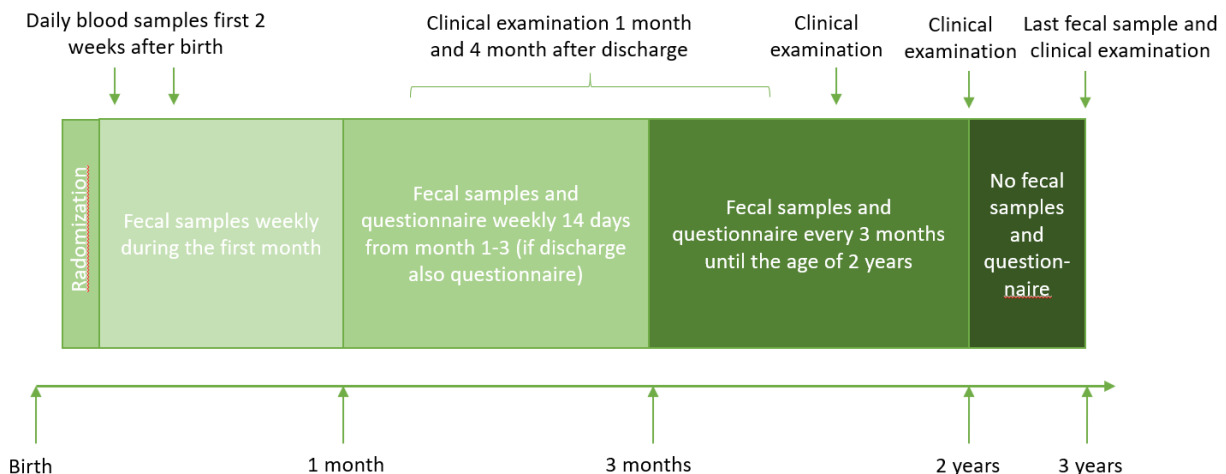 Daily blood samples first 2
weeks after birth
Clinical examination 1 month
and 4 month after discharge
Clinical
examination
Clinical
examination
Last fecal sample and
clinical examination
Radomization
Fecal samples weekly
during the first month
Fecal samples and
questionnaire weekly 14 days
from month 1-3 (if discharge
also questionnaire)
Fecal samples and
questionnaire every 3 months
until the age of 2 years
No fecal
samples
and
question-
naire
Birth
1 month
3 months
2 years
3 years